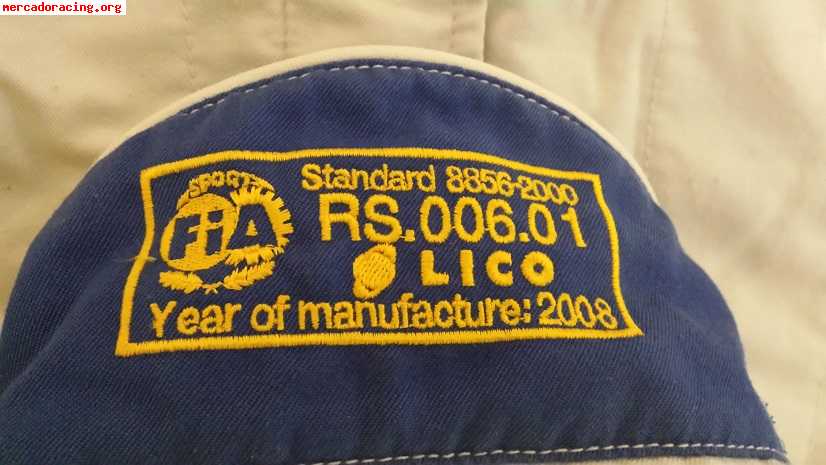 mercadoracing.org
SPORT
FiA
Standard 8856-2000
RS.006.01
LICO
Year of manufacture: 2008